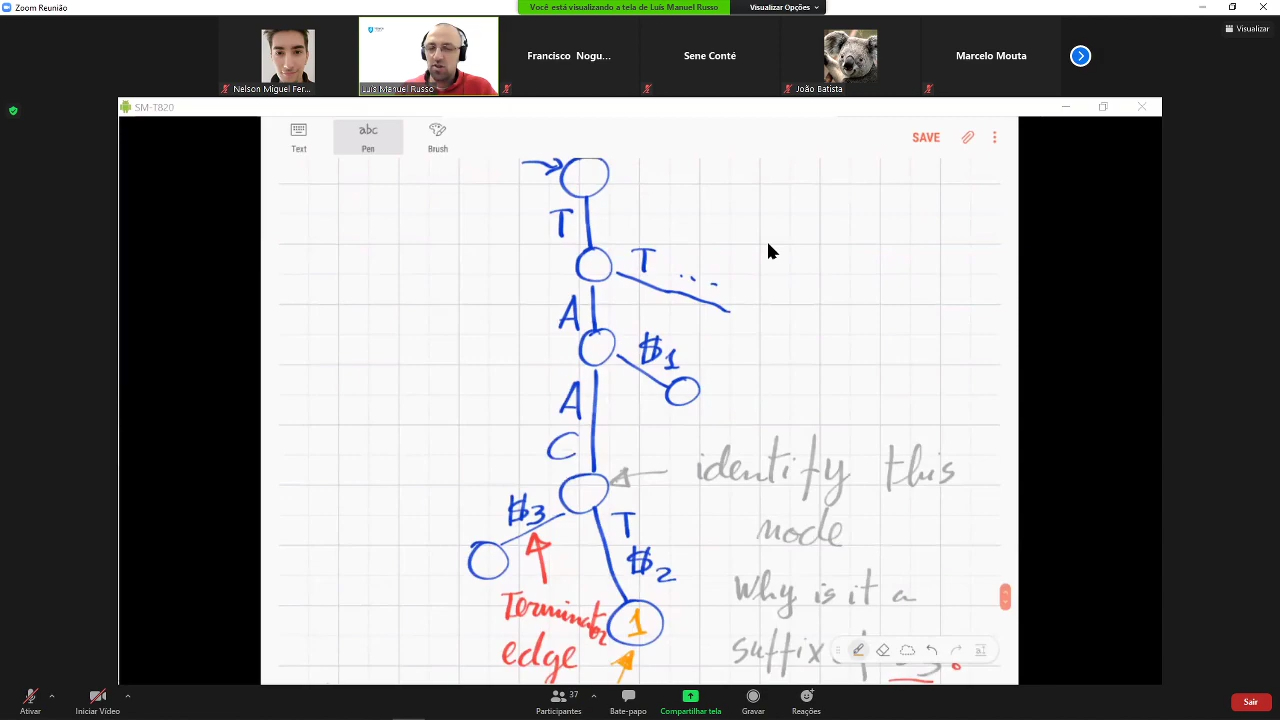 Zoom Reunião
Você está visualizando a tela de Luís Manuel Russo
Visualizar Opções
Visualizar
Nelson Miguel Fer...
Luís Manuel Russo
Francisco Nogu...
Sene Conté
João Batista
Marcelo Mouta
SM-T820
Text
abc
Pen
Brush
SAVE
T
T ...
A
$1
A
C
identify this
node
$3
T
$2
Why is it a
Terminator
edge
1
suffix
a
Ativar
Iniciar Vídeo
37
Participantes
Bate-papo
Compartilhar tela
Gravar
Reações
Sair